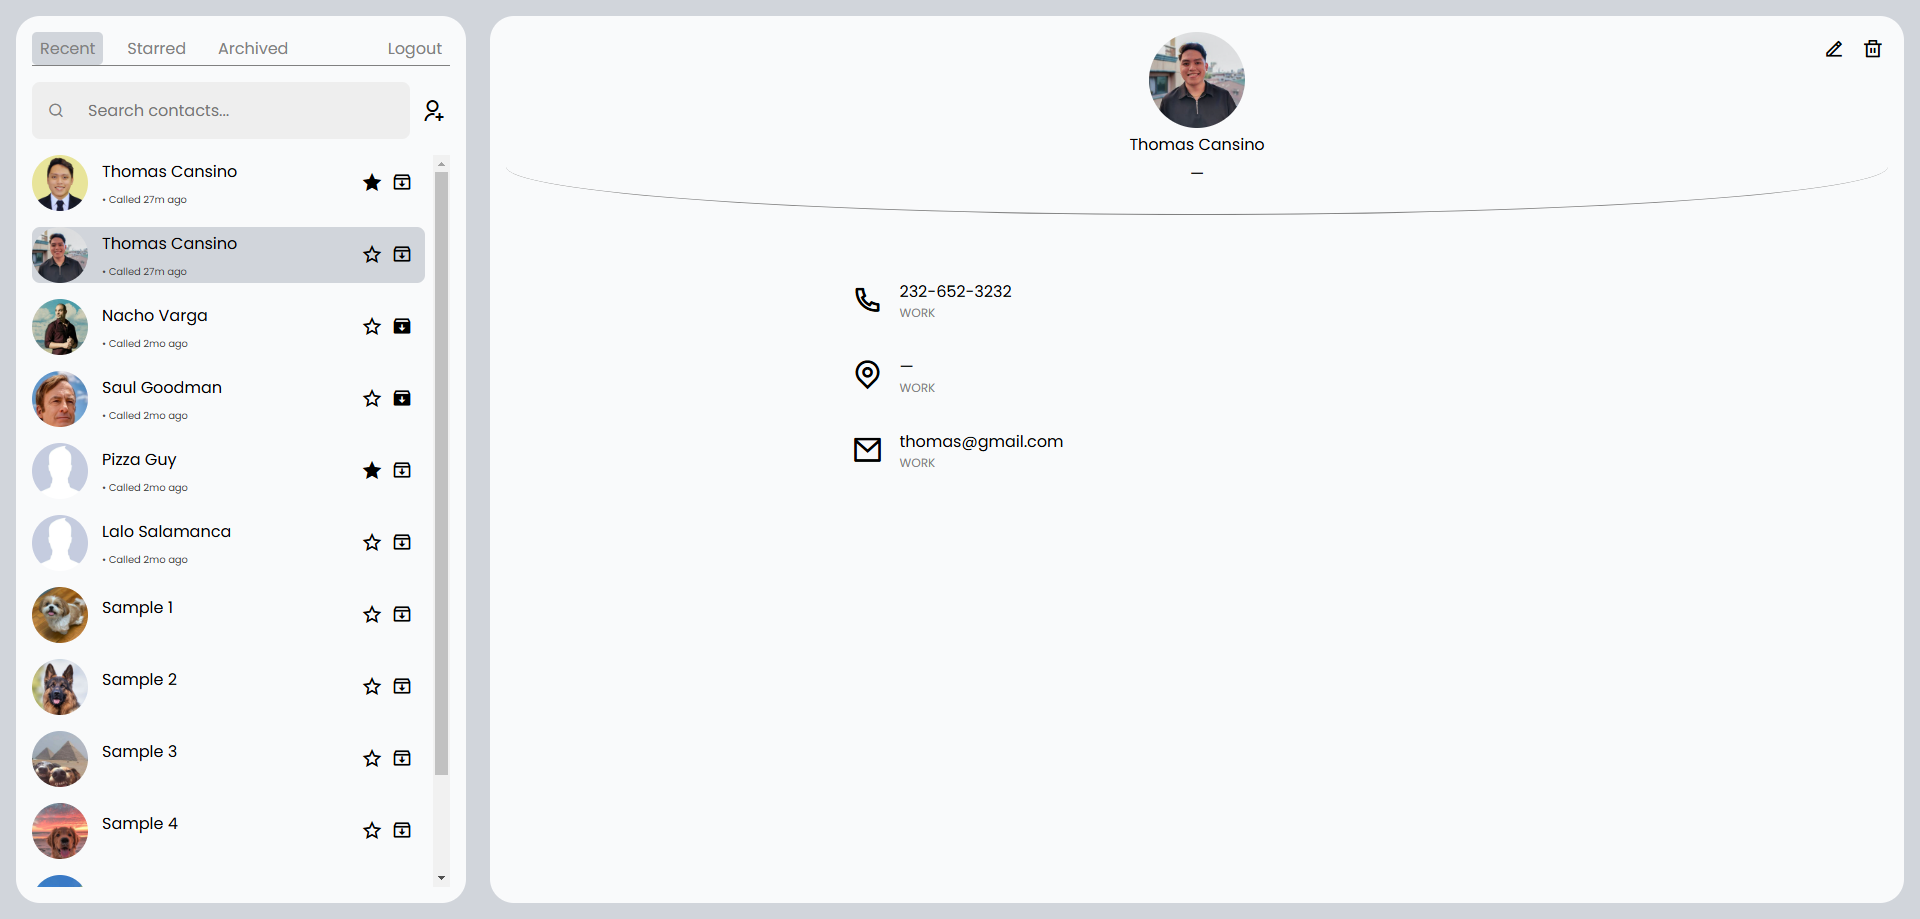 Recent Starred Archived Logout
Search contacts...
Thomas Cansino
• Called 27m ago
Thomas Cansino
• Called 27m ago
Nacho Varga
• Called 2mo ago
Saul Goodman
• Called 2mo ago
Pizza Guy
• Called 2mo ago
Lalo Salamanca
• Called 2mo ago
Sample 1
Sample 2
Sample 3
Sample 4
Thomas Cansino
—
232-652-3232
WORK
—
WORK
thomas@gmail.com
WORK